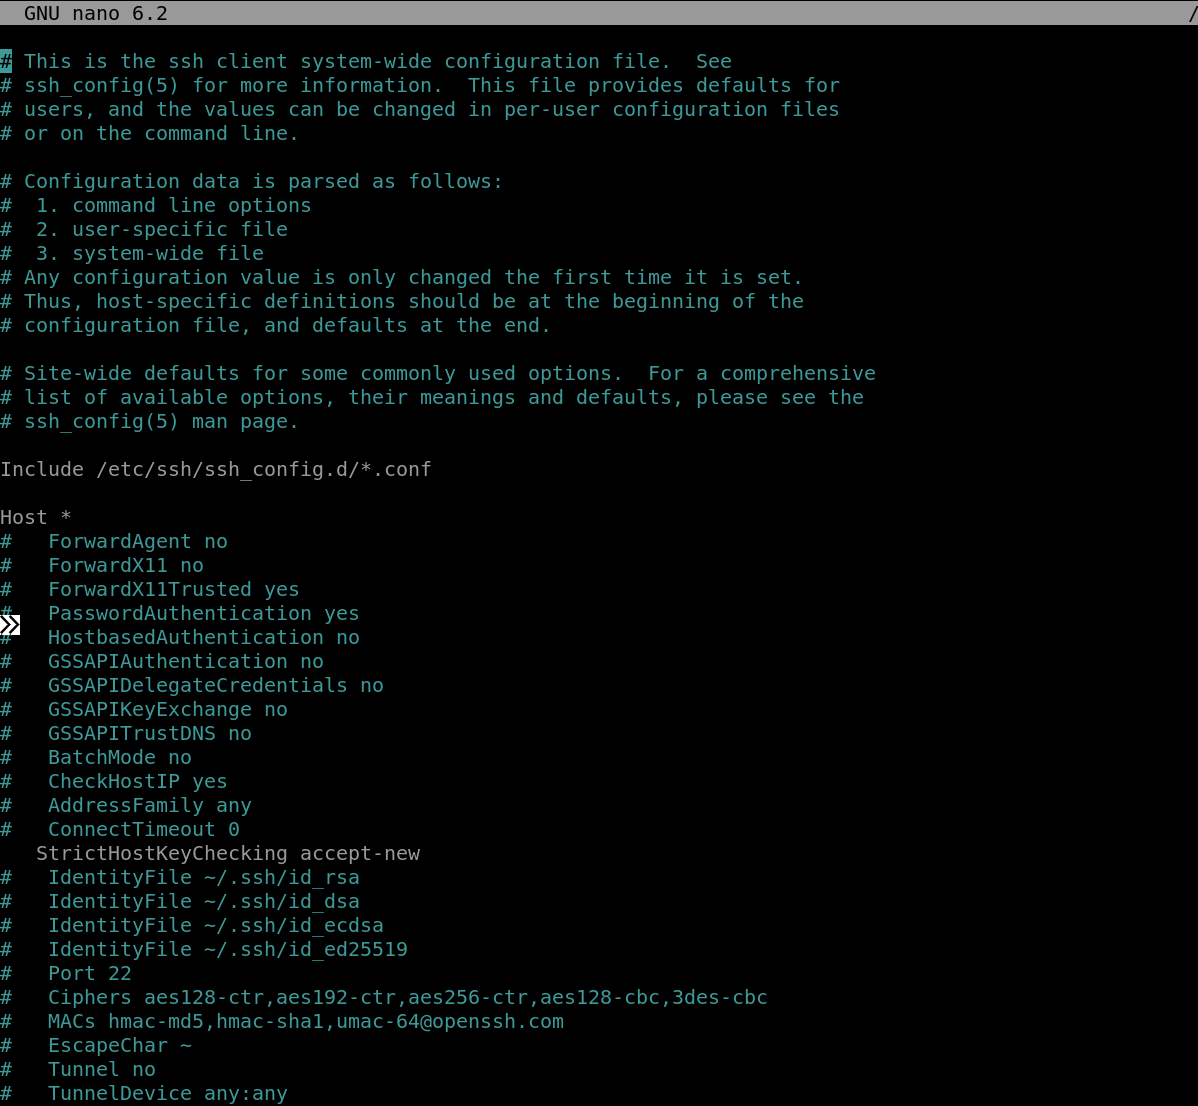 GNU nano 6.2 /
# This is the ssh client system-wide configuration file.  See
# ssh_config(5) for more information.  This file provides defaults for
# users, and the values can be changed in per-user configuration files
# or on the command line.
# Configuration data is parsed as follows:
#  1. command line options
#  2. user-specific file
#  3. system-wide file
# Any configuration value is only changed the first time it is set.
# Thus, host-specific definitions should be at the beginning of the
# configuration file, and defaults at the end.
# Site-wide defaults for some commonly used options.  For a comprehensive
# list of available options, their meanings and defaults, please see the
# ssh_config(5) man page.
Include /etc/ssh/ssh_config.d/*.conf
Host *
#   ForwardAgent no
#   ForwardX11 no
#   ForwardX11Trusted yes
#   PasswordAuthentication yes
#   HostbasedAuthentication no
#   GSSAPIAuthentication no
#   GSSAPIDelegateCredentials no
#   GSSAPIKeyExchange no
#   GSSAPITrustDNS no
#   BatchMode no
#   CheckHostIP yes
#   AddressFamily any
#   ConnectTimeout 0
   StrictHostKeyChecking accept-new
#   IdentityFile ~/.ssh/id_rsa
#   IdentityFile ~/.ssh/id_dsa
#   IdentityFile ~/.ssh/id_ecdsa
#   IdentityFile ~/.ssh/id_ed25519
#   Port 22
#   Ciphers aes128-ctr,aes192-ctr,aes256-ctr,aes128-cbc,3des-cbc
#   MACs hmac-md5,hmac-sha1,umac-64@openssh.com
#   EscapeChar ~
#   Tunnel no
#   TunnelDevice any:any